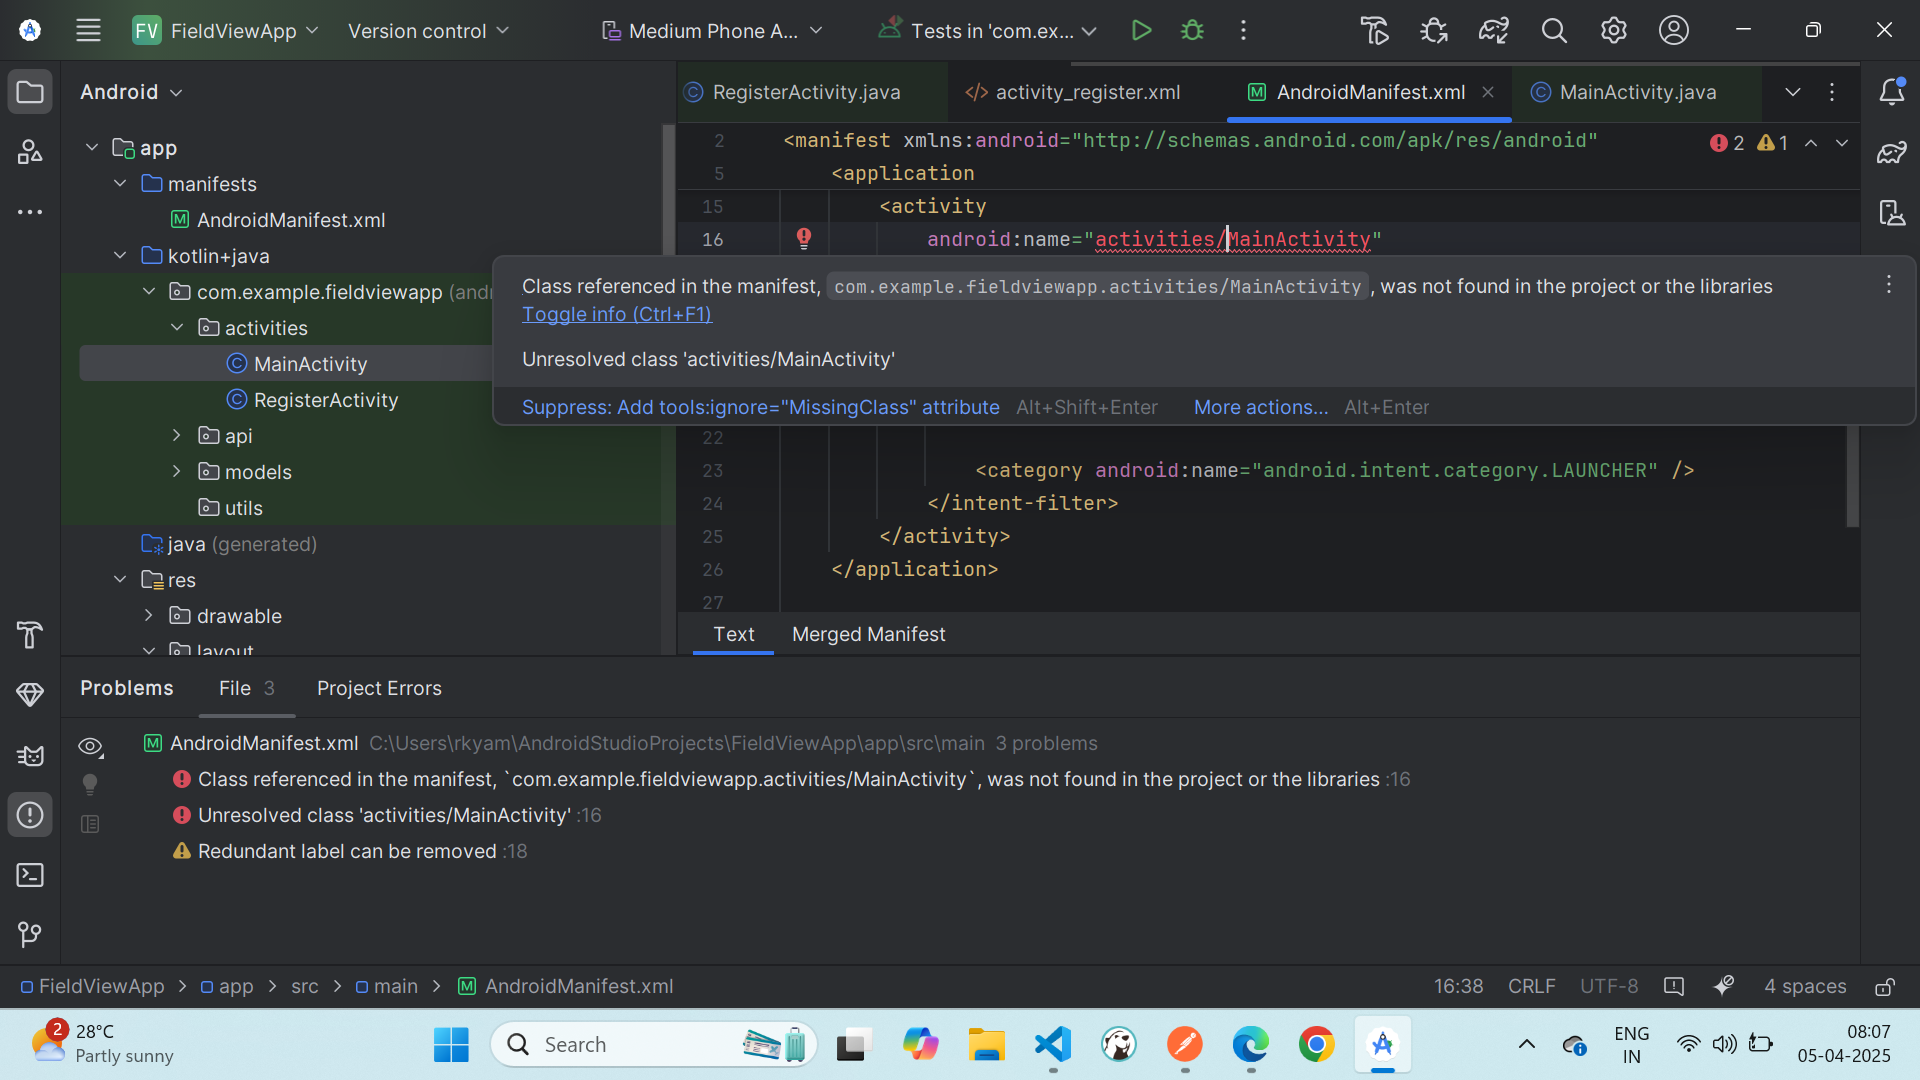 FV FieldViewApp Version control Medium Phone A... Tests in 'com.ex...
Android
app
manifests
AndroidManifest.xml
kotlin+java
com.example.fieldviewapp
activities
MainActivity
RegisterActivity
api
models
utils
java (generated)
res
drawable
layout
RegisterActivity.java activity_register.xml AndroidManifest.xml MainActivity.java
2 <manifest xmlns:android="http://schemas.android.com/apk/res/android" 2 1
5 <application
15 <activity
16 android:name="activities/MainActivity"
Class referenced in the manifest, com.example.fieldviewapp.activities/MainActivity, was not found in the project or the libraries
Toggle info (Ctrl+F1)
Unresolved class 'activities/MainActivity'
Suppress: Add tools:ignore="MissingClass" attribute Alt+Shift+Enter More actions... Alt+Enter
22
23 <category android:name="android.intent.category.LAUNCHER" />
24 </intent-filter>
25 </activity>
26 </application>
27
Text Merged Manifest
Problems File 3 Project Errors
AndroidManifest.xml C:\Users\rkyam\AndroidStudioProjects\FieldViewApp\app\src\main 3 problems
Class referenced in the manifest, `com.example.fieldviewapp.activities/MainActivity`, was not found in the project or the libraries :16
Unresolved class 'activities/MainActivity' :16
Redundant label can be removed :18
FieldViewApp > app > src > main > AndroidManifest.xml 16:38 CRLF UTF-8 4 spaces
2 28°C
Partly sunny
Search
ENG
IN
08:07
05-04-2025